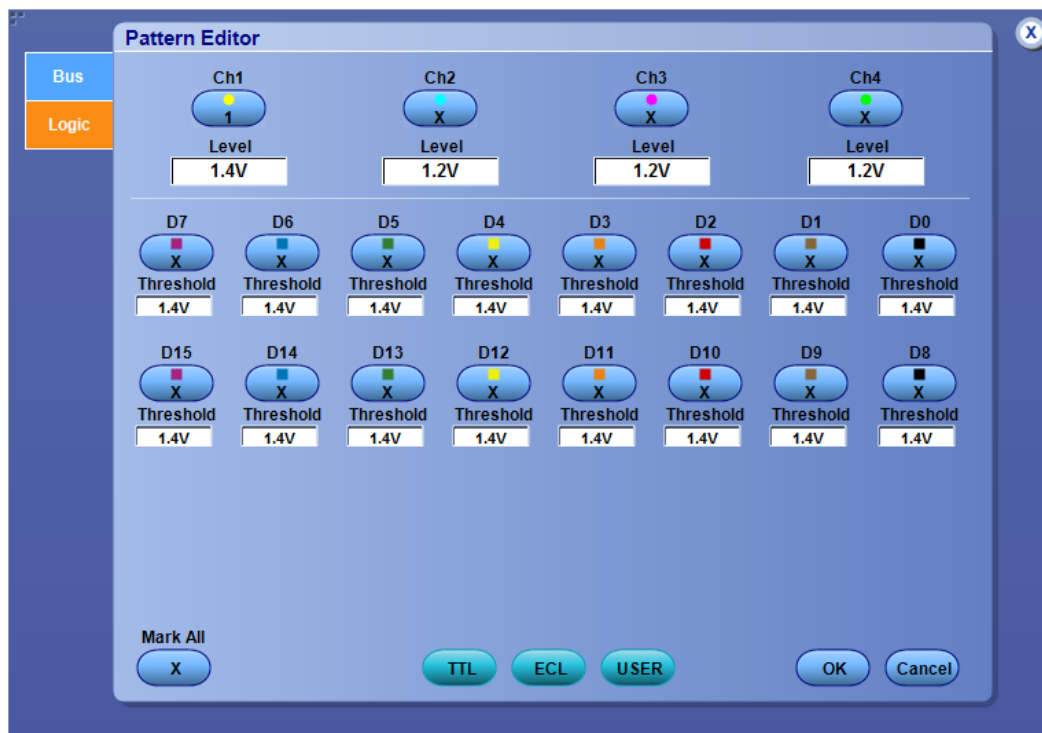 Pattern Editor
X
Bus
Logic
Ch1 Ch2 Ch3 Ch4
1 X X X
Level Level Level Level
1.4V 1.2V 1.2V 1.2V
D7 D6 D5 D4 D3 D2 D1 D0
X X X X X X X X
Threshold Threshold Threshold Threshold Threshold Threshold Threshold Threshold
1.4V 1.4V 1.4V 1.4V 1.4V 1.4V 1.4V 1.4V
D15 D14 D13 D12 D11 D10 D9 D8
X X X X X X X X
Threshold Threshold Threshold Threshold Threshold Threshold Threshold Threshold
1.4V 1.4V 1.4V 1.4V 1.4V 1.4V 1.4V 1.4V
Mark All
X TTL ECL USER OK Cancel